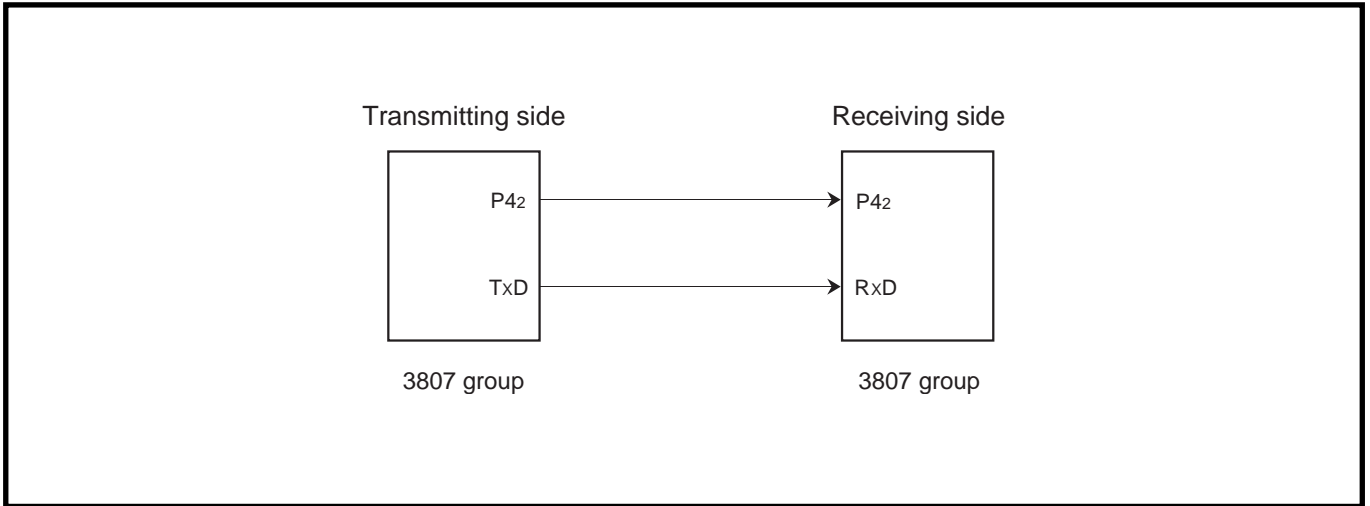 Transmitting side
Receiving side
P42
P42
TxD
RxD
3807 group
3807 group